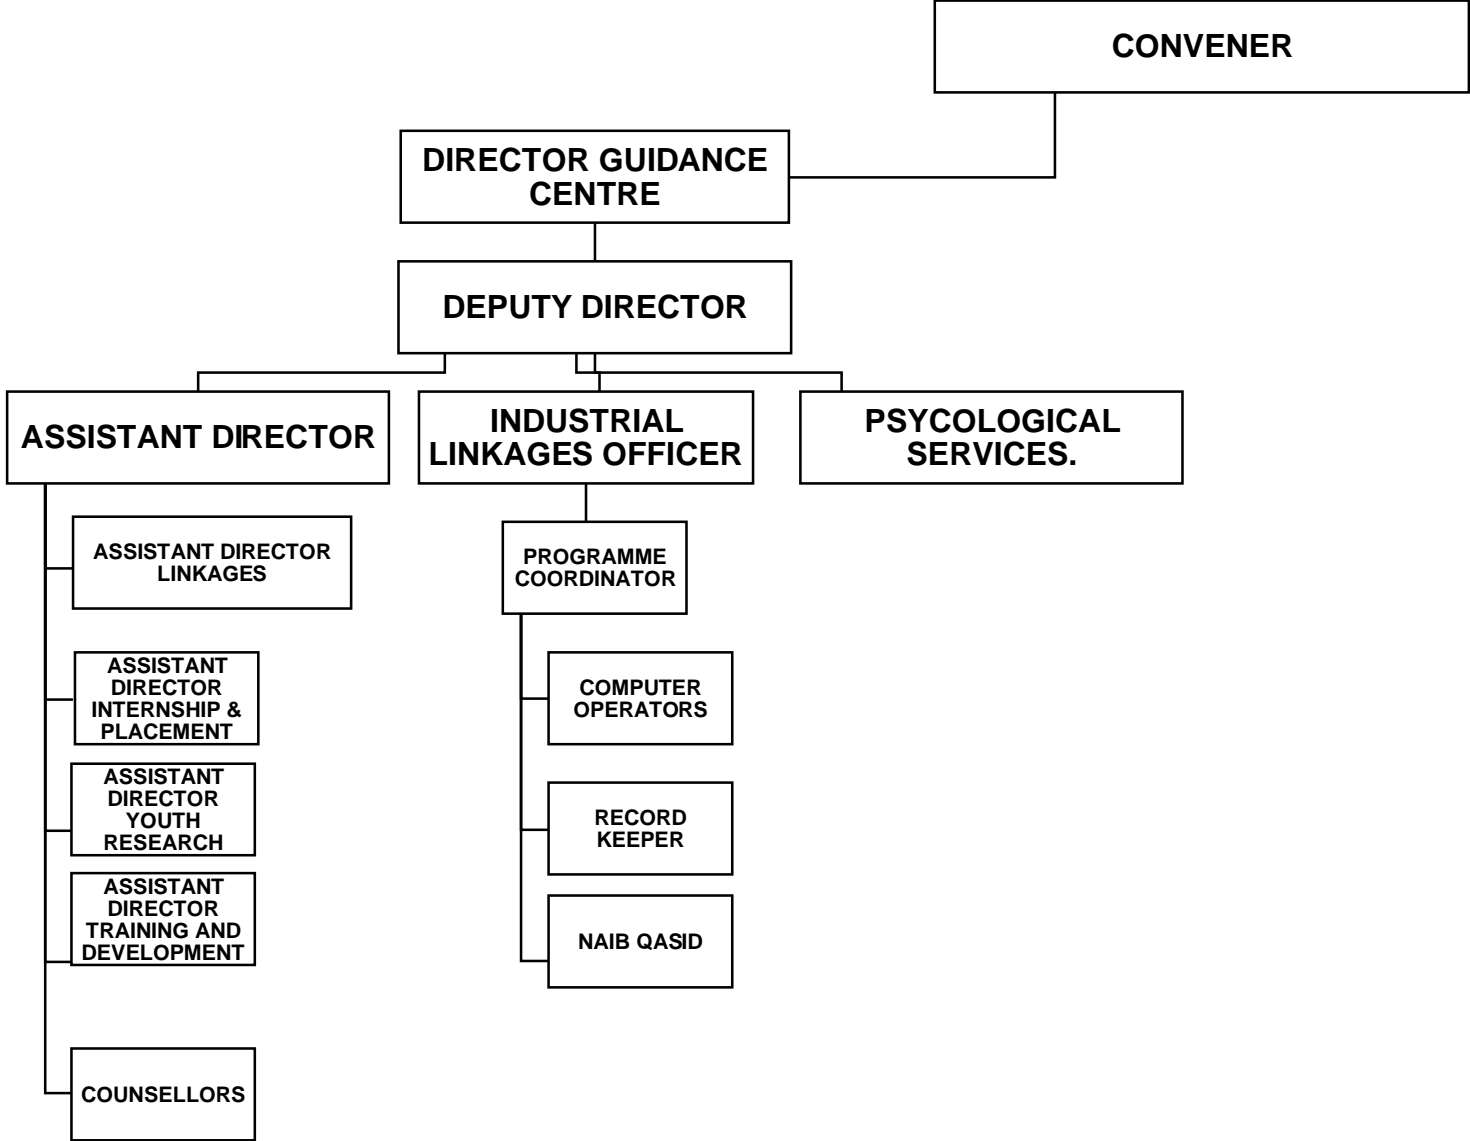 CONVENER
DIRECTOR GUIDANCE
CENTRE
DEPUTY DIRECTOR
ASSISTANT DIRECTOR
INDUSTRIAL
LINKAGES OFFICER
PSYCOLOGICAL
SERVICES.
ASSISTANT DIRECTOR
LINKAGES
ASSISTANT
DIRECTOR
INTERNSHIP &
PLACEMENT
ASSISTANT
DIRECTOR
YOUTH
RESEARCH
ASSISTANT
DIRECTOR
TRAINING AND
DEVELOPMENT
COUNSELLORS
PROGRAMME
COORDINATOR
COMPUTER
OPERATORS
RECORD
KEEPER
NAIB QASID